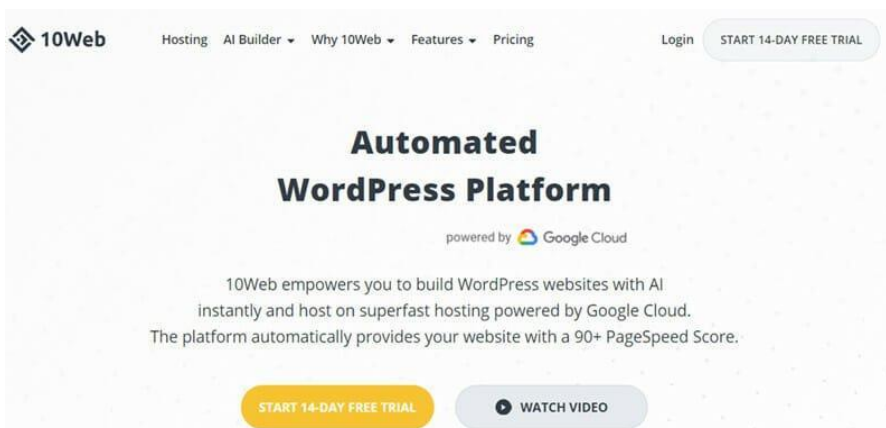 10Web
Hosting AI Builder Why 10Web Features Pricing
Login START 14-DAY FREE TRIAL
Automated
WordPress Platform
powered by Google Cloud
10Web empowers you to build WordPress websites with AI
instantly and host on superfast hosting powered by Google Cloud.
The platform automatically provides your website with a 90+ PageSpeed Score.
START 14-DAY FREE TRIAL
WATCH VIDEO